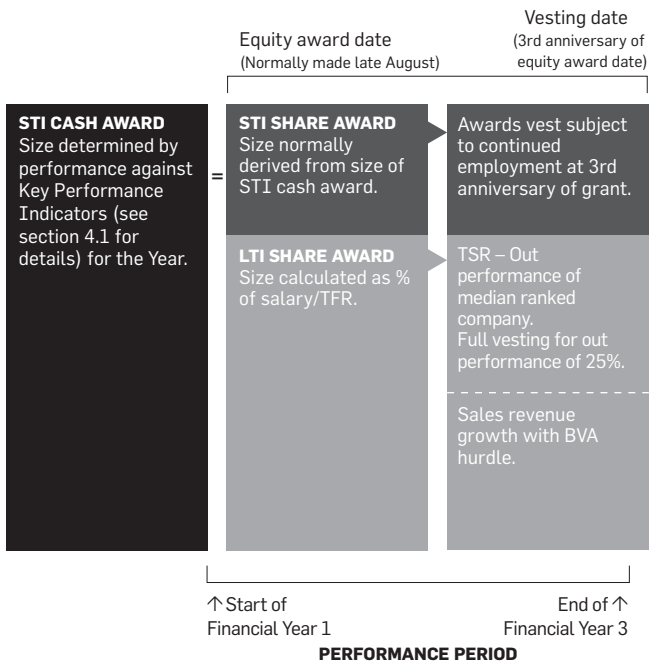 Equity award date
(Normally made late August)
Vesting date
(3rd anniversary of
equity award date)
STI CASH AWARD
Size determined by
performance against
Key Performance
Indicators (see
section 4.1 for
details) for the Year.
=
STI SHARE AWARD
Size normally
derived from size of
STI cash award.
Awards vest subject
to continued
employment at 3rd
anniversary of grant.
LTI SHARE AWARD
Size calculated as %
of salary/TFR.
TSR – Out
performance of
median ranked
company.
Full vesting for out
performance of 25%.
Sales revenue
growth with BVA
hurdle.
↑ Start of
Financial Year 1
End of ↑
Financial Year 3
PERFORMANCE PERIOD